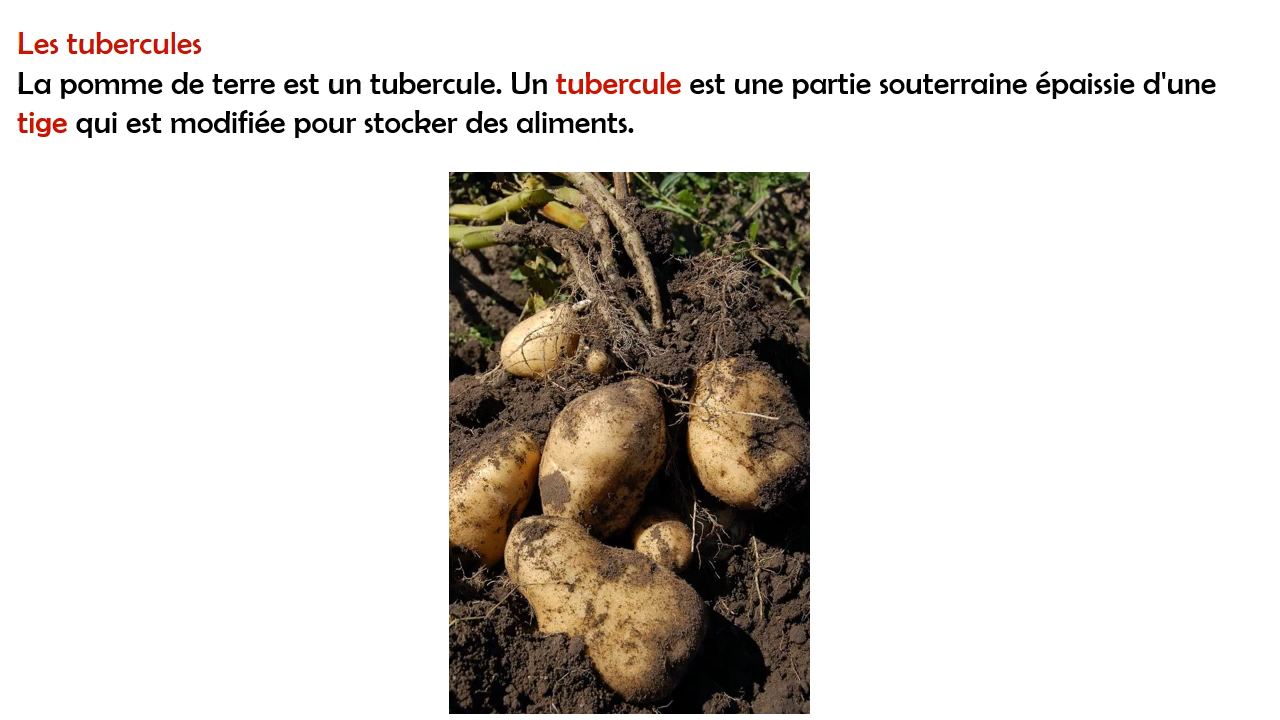 Les tubercules
La pomme de terre est un tubercule. Un tubercule est une partie souterraine épaissie d'une
tige qui est modifiée pour stocker des aliments.